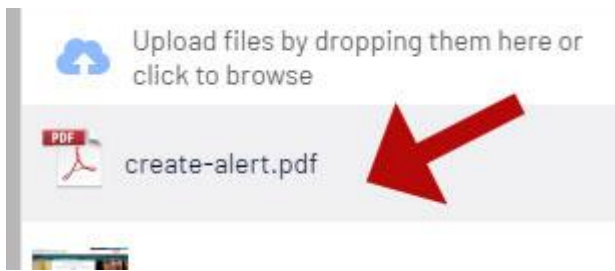 Upload files by dropping them here or
click to browse
PDF
create-alert.pdf